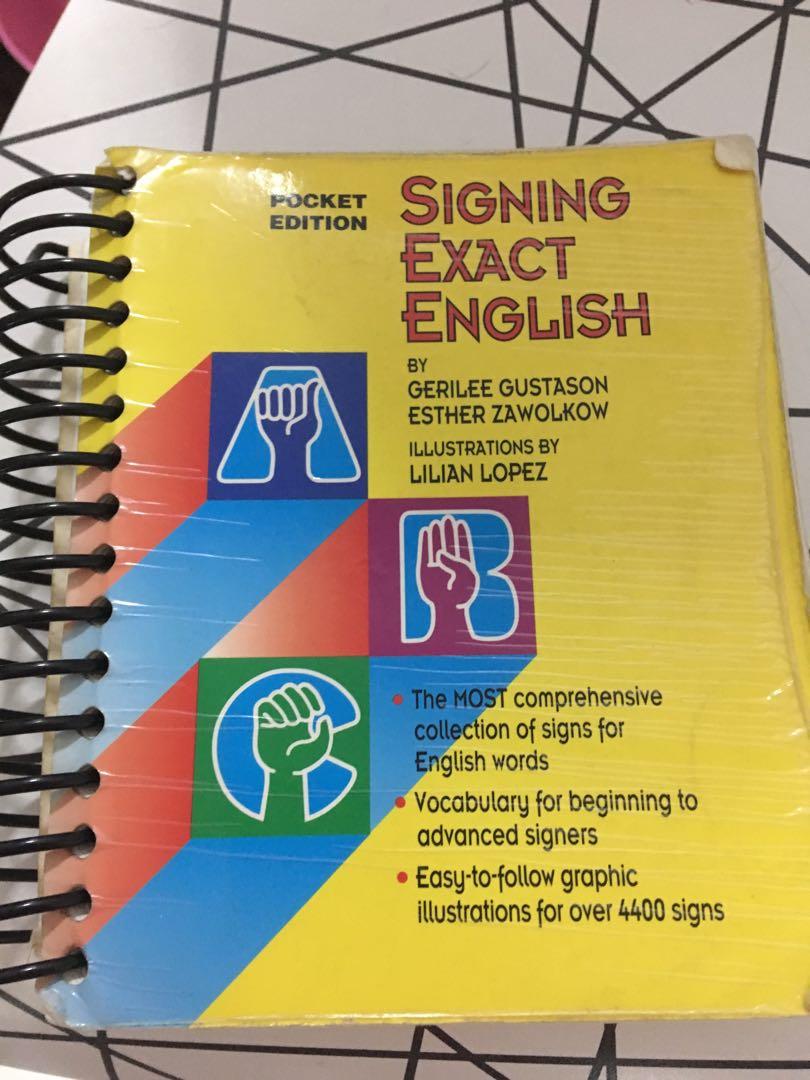 POCKET
EDITION
SIGNING
EXACT
ENGLISH
BY
GERILEE GUSTASON
ESTHER ZAWOLKOW
ILLUSTRATIONS BY
LILIAN LOPEZ
A
B
C
• The MOST comprehensive
collection of signs for
English words
• Vocabulary for beginning to
advanced signers
• Easy-to-follow graphic
illustrations for over 4400 signs